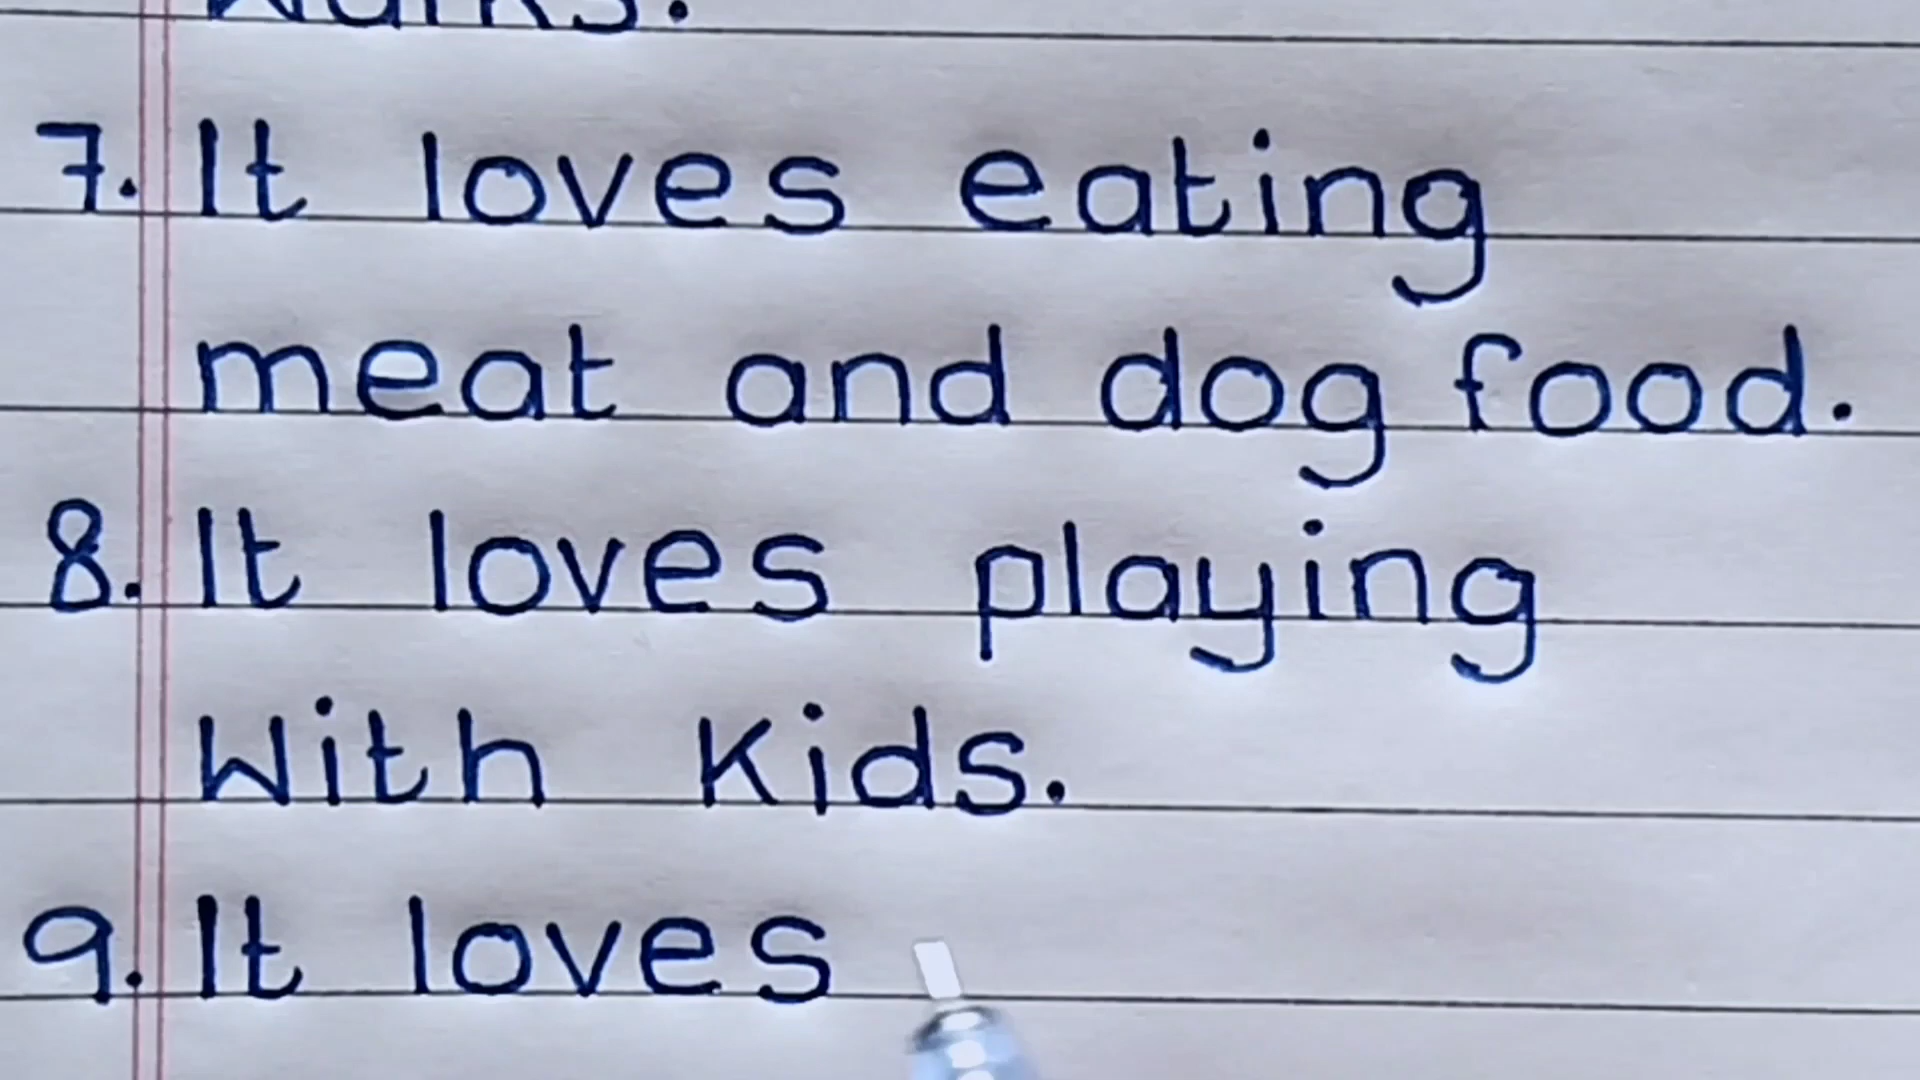 7. It loves eating
meat and dog food.
8. It loves playing
With Kids.
9. It loves